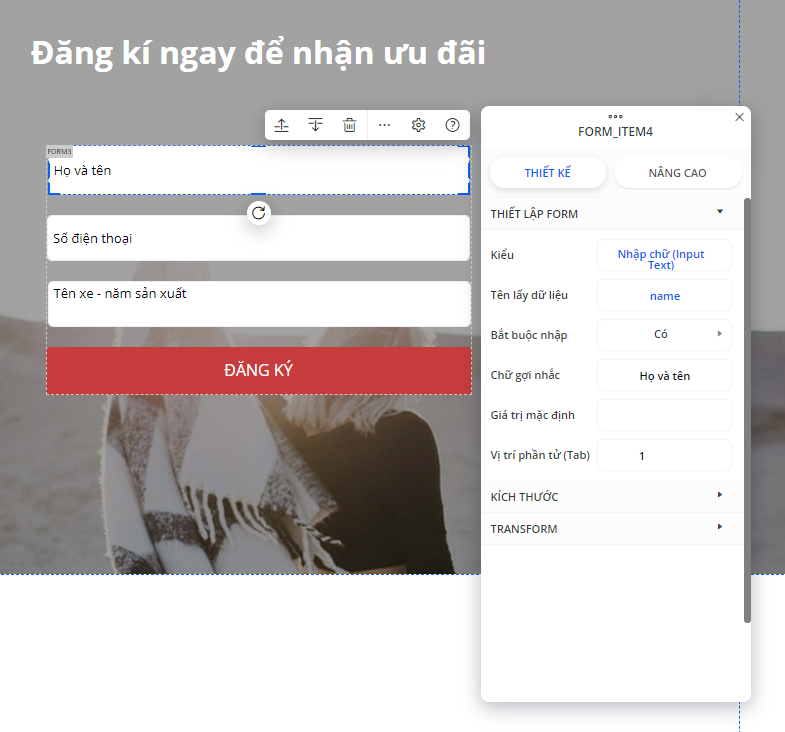 Đăng kí ngay để nhận ưu đãi
FORM3
Họ và tên
Số điện thoại
Tên xe - năm sản xuất
ĐĂNG KÝ
FORM_ITEM4
THIẾT KẾ
NÂNG CAO
THIẾT LẬP FORM
Kiểu
Nhập chữ (Input
Text)
Tên lấy dữ liệu
name
Bắt buộc nhập
Có
Chữ gợi nhắc
Họ và tên
Giá trị mặc định
Vị trí phần tử (Tab)
1
KÍCH THƯỚC
TRANSFORM